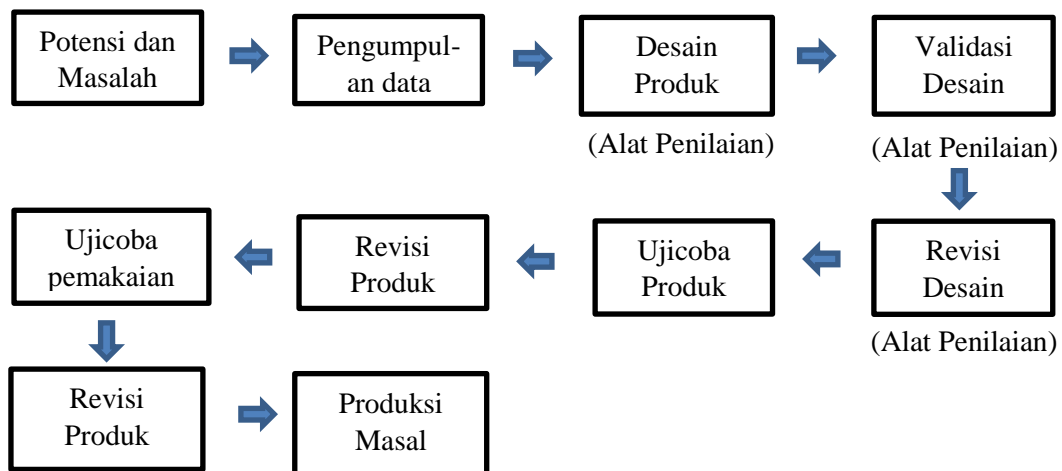 Potensi dan
Masalah
Pengumpul-
an data
Desain
Produk
(Alat Penilaian)
Validasi
Desain
(Alat Penilaian)
Revisi
Desain
(Alat Penilaian)
Ujicoba
Produk
Revisi
Produk
Ujicoba
pemakaian
Revisi
Produk
Produksi
Masal